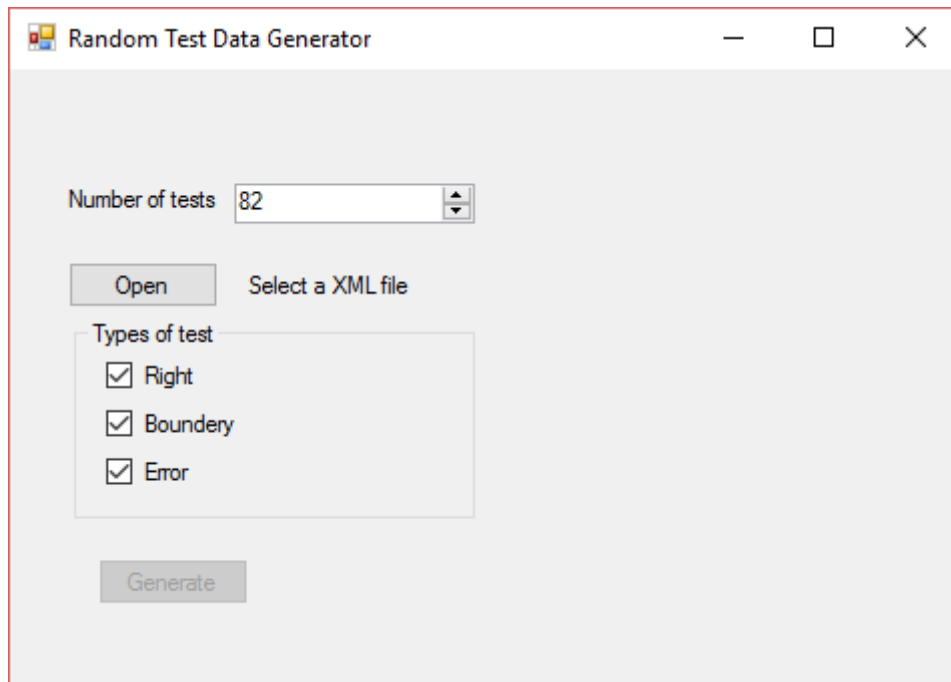 Random Test Data Generator
Number of tests 82
Open Select a XML file
Types of test
Right
Boundery
Error
Generate